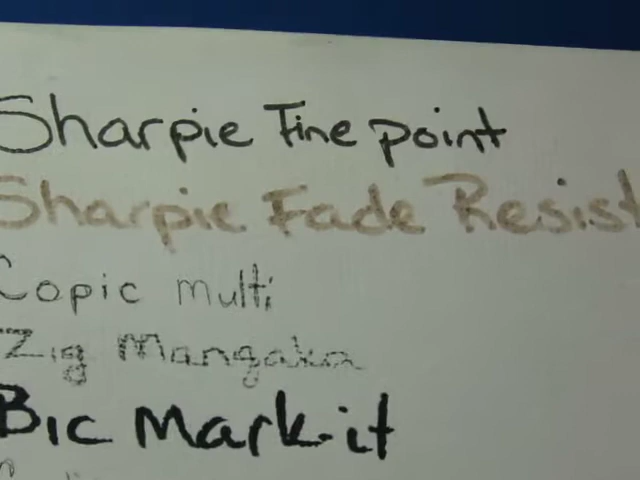 Sharpie Fine point
Sharpie Fade Resist
Copic multi
Zig Mangaka
Bic Mark-it